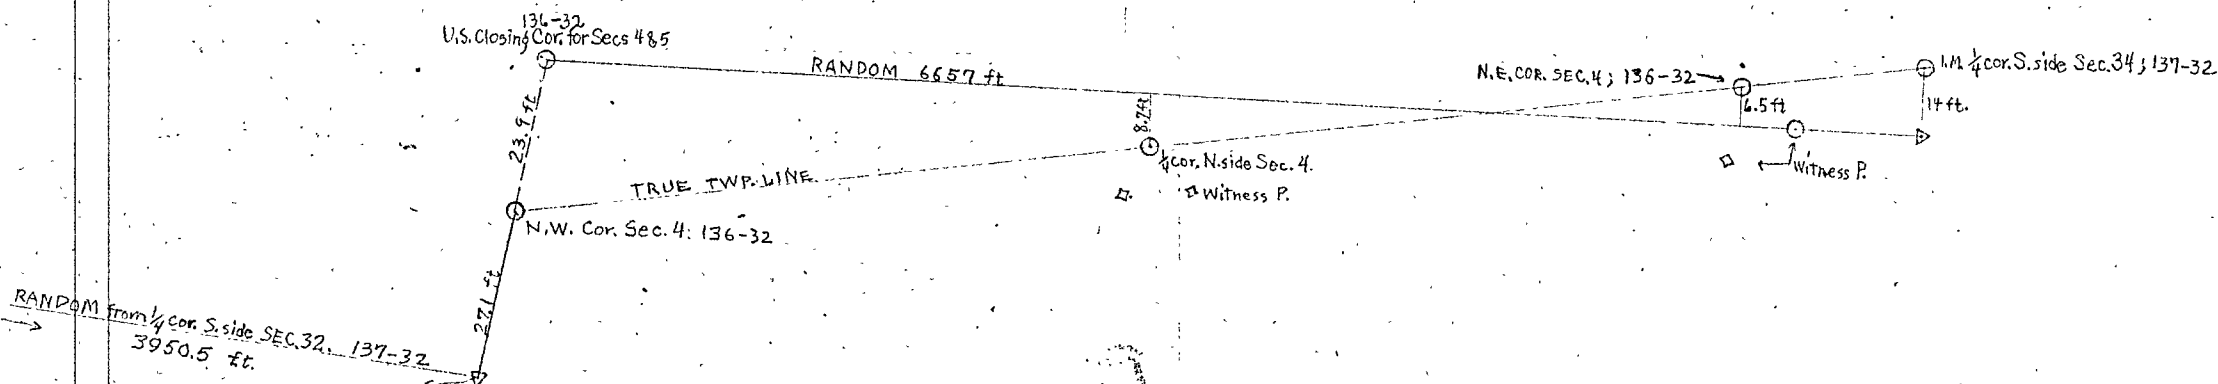 136-32
U.S. Closing Cor. for Secs 4&5
RANDOM 6657 ft
N.E. COR. SEC. 4; 136-32
I.M. ¼ cor. S. side Sec. 34; 137-32
23.9 ft
8.2 ft
6.5 ft
14 ft.
¼ cor. N. side Sec. 4.
Witness P.
TRUE TWP. LINE
Witness P.
N.W. Cor. Sec. 4: 136-32
27.1 ft
RANDOM from ¼ cor. S. side SEC. 32. 137-32
3950.5 ft.